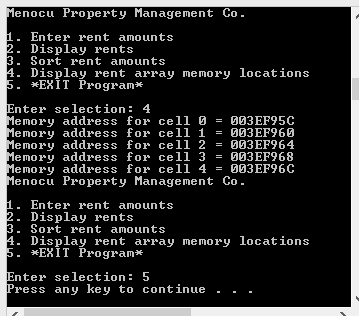 Menocu Property Management Co.
1. Enter rent amounts
2. Display rents
3. Sort rent amounts
4. Display rent array memory locations
5. *EXIT Program*
Enter selection: 4
Memory address for cell 0 = 003EF95C
Memory address for cell 1 = 003EF960
Memory address for cell 2 = 003EF964
Memory address for cell 3 = 003EF968
Memory address for cell 4 = 003EF96C
Menocu Property Management Co.
1. Enter rent amounts
2. Display rents
3. Sort rent amounts
4. Display rent array memory locations
5. *EXIT Program*
Enter selection: 5
Press any key to continue . . .